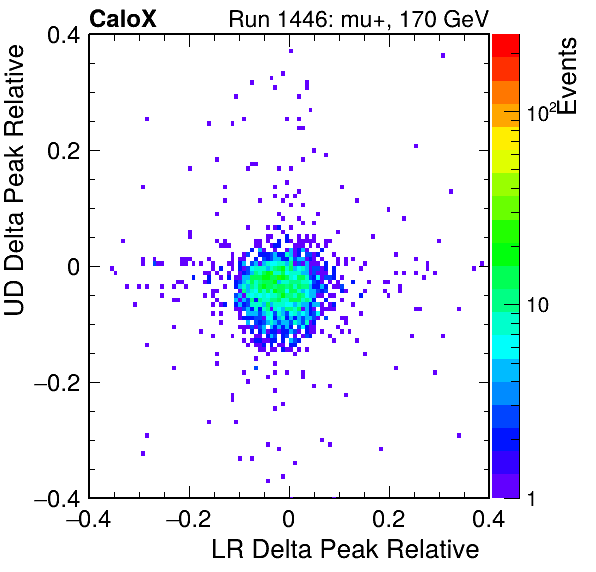 CaloX Run 1446: mu+, 170 GeV
0.4
0.2
0
−0.2
−0.4
−0.4 −0.2 0 0.2 0.4
LR Delta Peak Relative
UD Delta Peak Relative
10²
10
1
Events